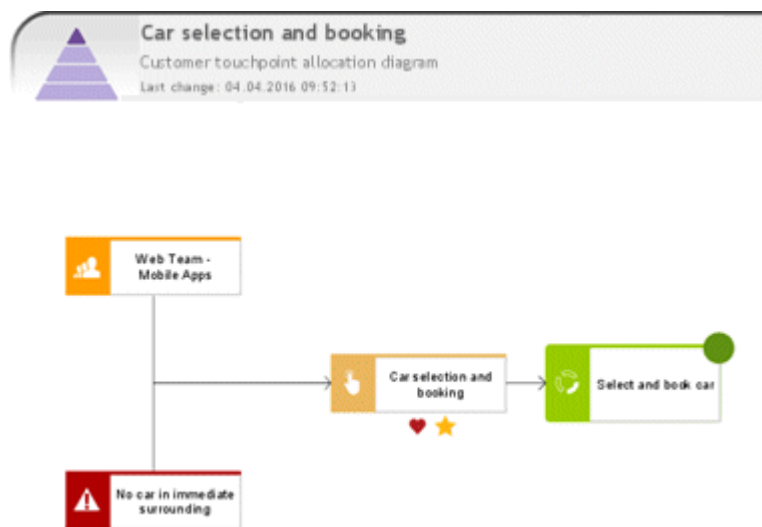 Car selection and booking
Customer touchpoint allocation diagram
Last change: 04.04.2016 09:52:13
Web Team -
Mobile Apps
Car selection and
booking
Select and book car
No car in immediate
surrounding